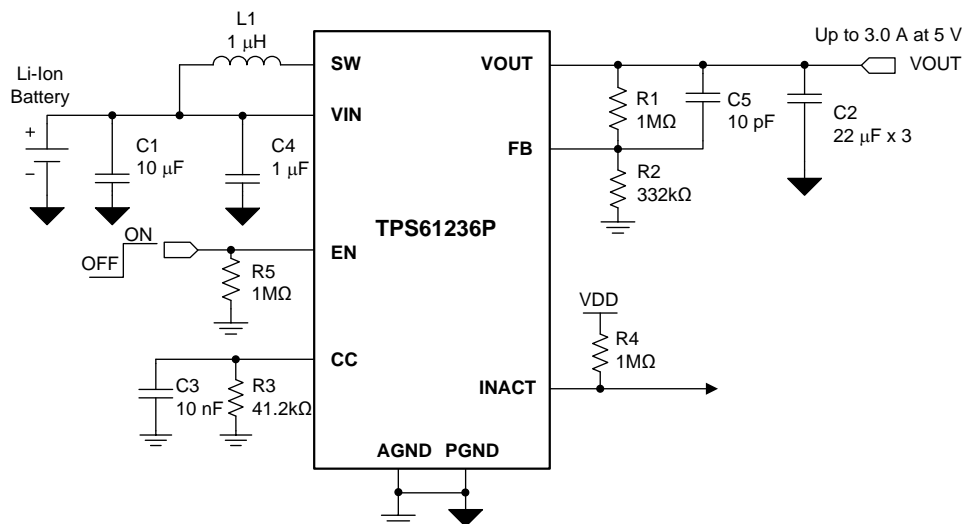 L1
1 μH
Up to 3.0 A at 5 V
SW
VOUT
VOUT
Li-Ion
Battery
R1
1MΩ
C5
10 pF
VIN
C2
22 μF x 3
+
−
C1
10 μF
C4
1 μF
FB
R2
332kΩ
TPS61236P
ON
OFF
EN
R5
1MΩ
VDD
R4
1MΩ
CC
C3
10 nF
R3
41.2kΩ
INACT
AGND
PGND